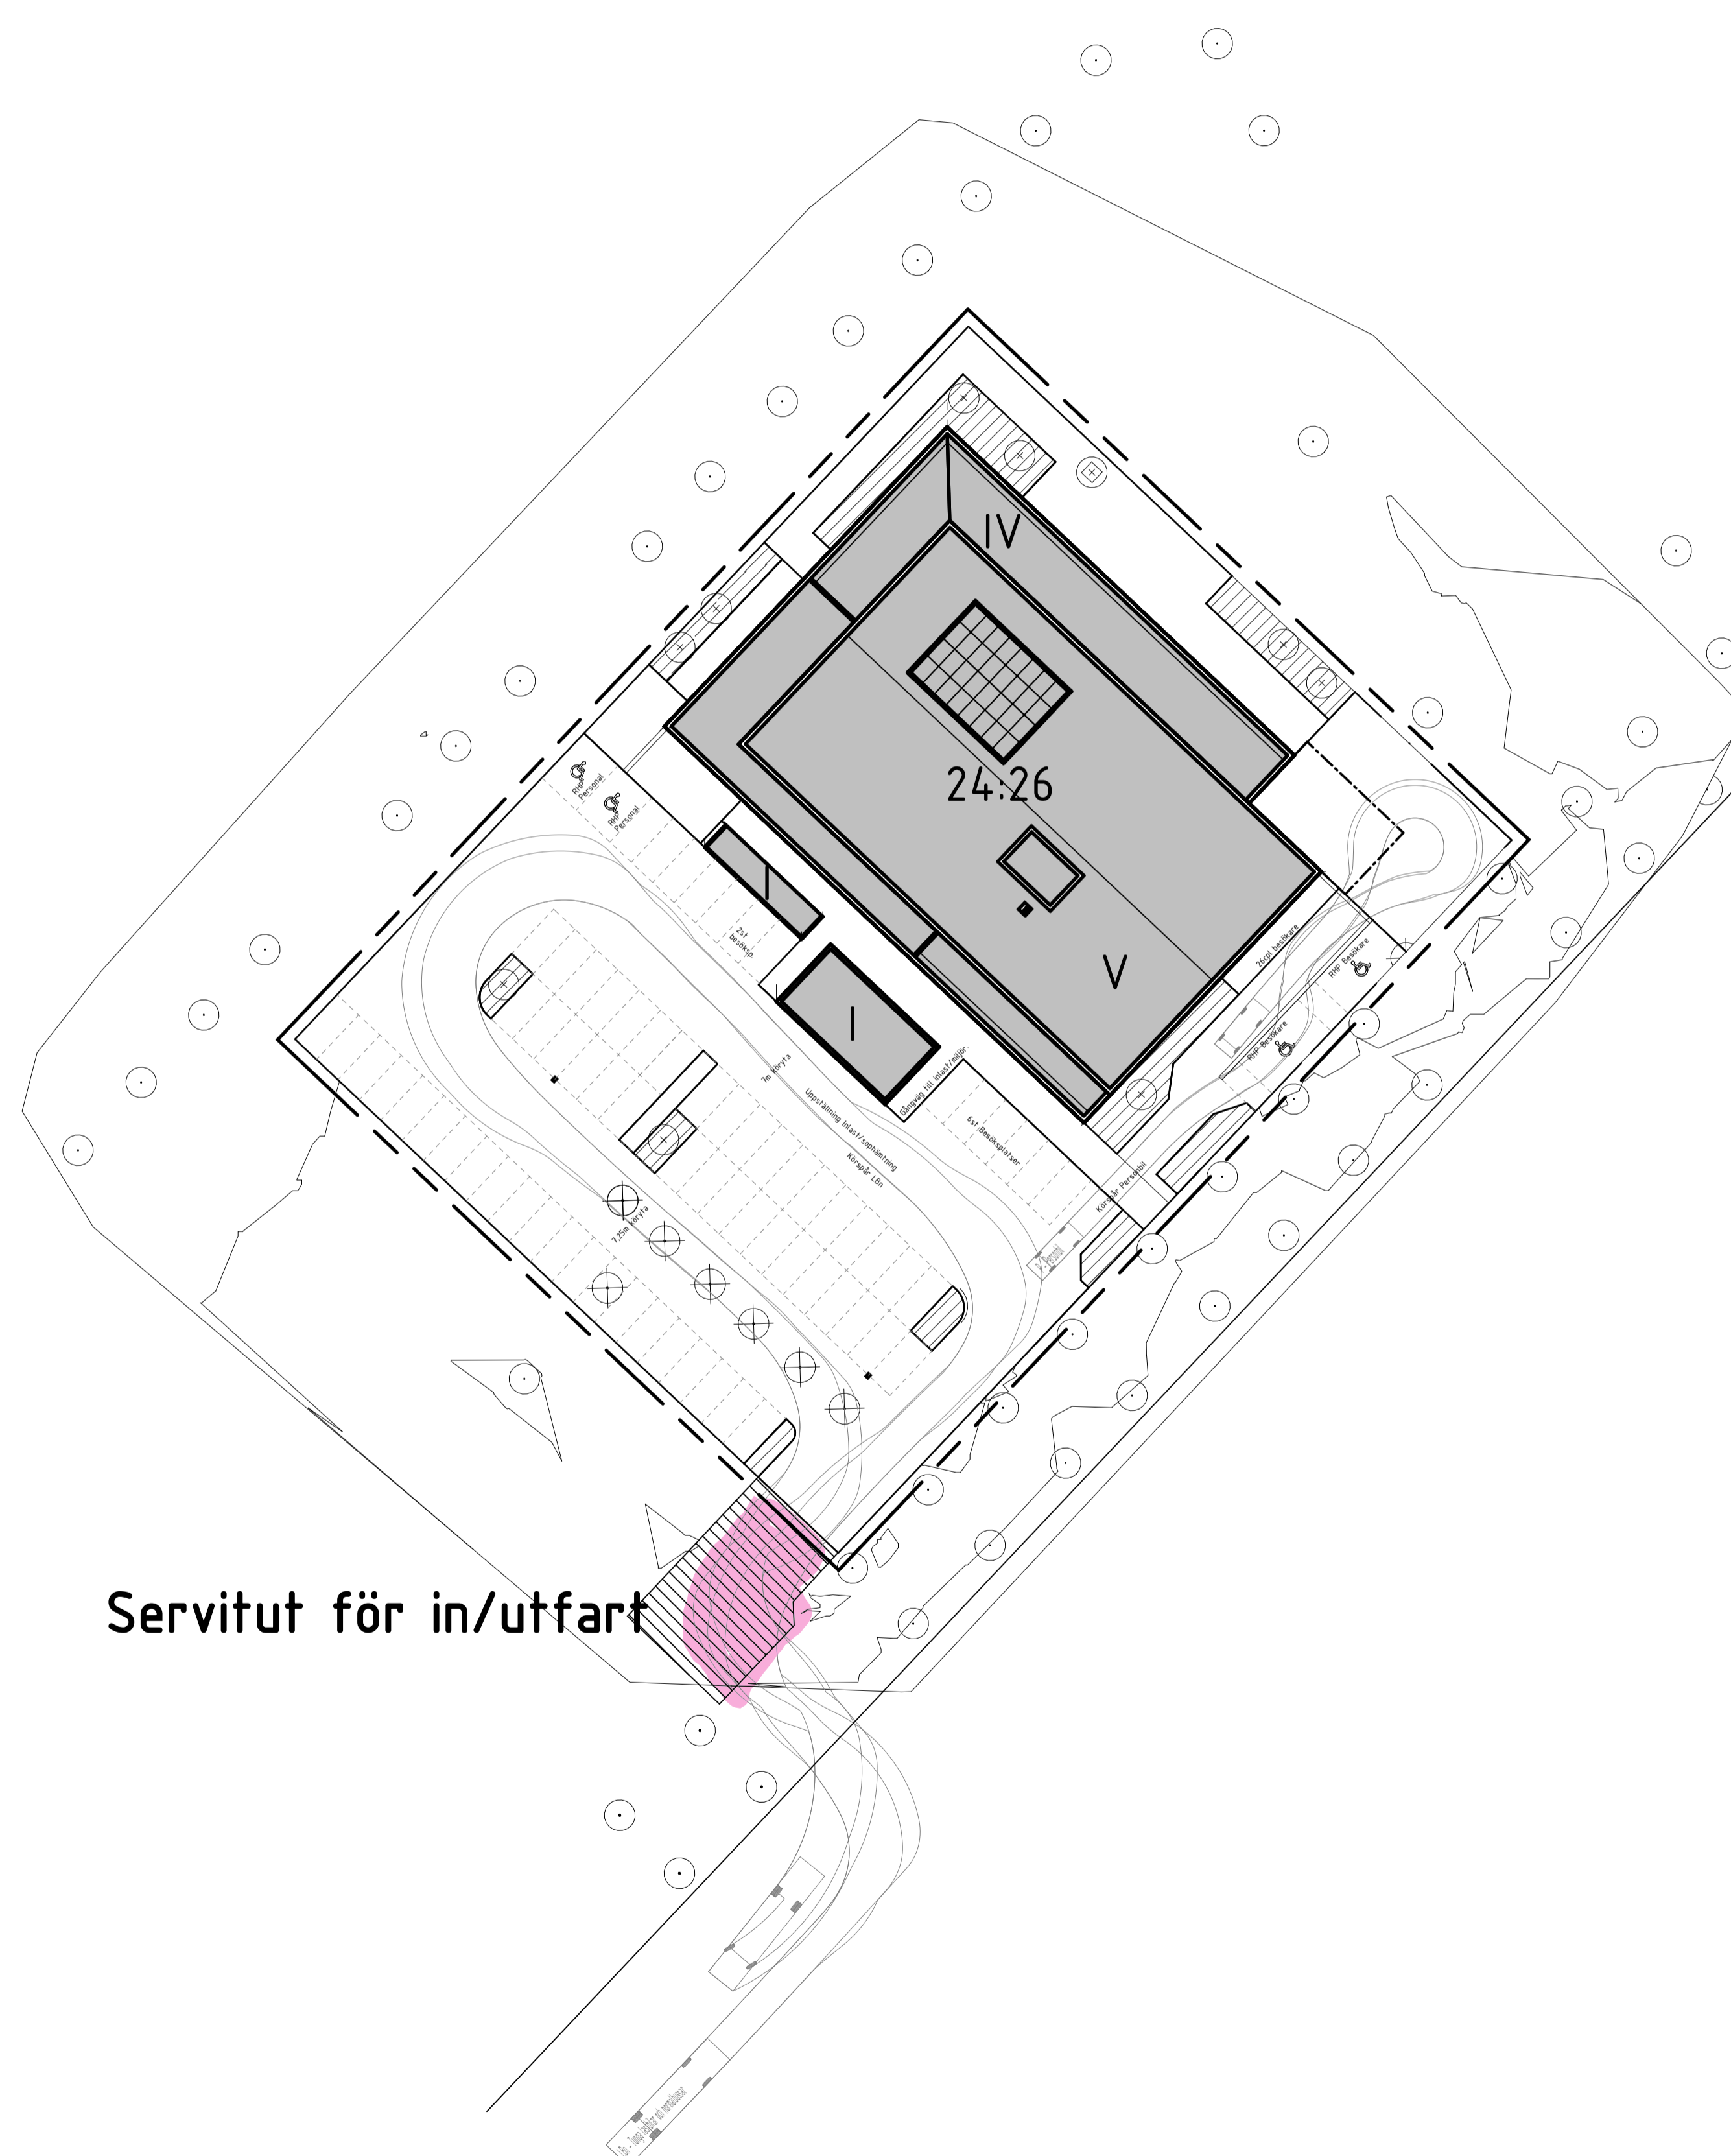 IV
24:26
RHP
Personal
RHP
Personal
I
2st
besöksp.
V
26cpl besökare
RHP Besökare
RHP Besökare
I
7m köryta
Gångväg till inlast/miljör.
Uppställning inlast/sophämtning
6st Besöksplatser
Körspår LBn
Körspår Personbil
7,25m köryta
Servitut för in/utfart